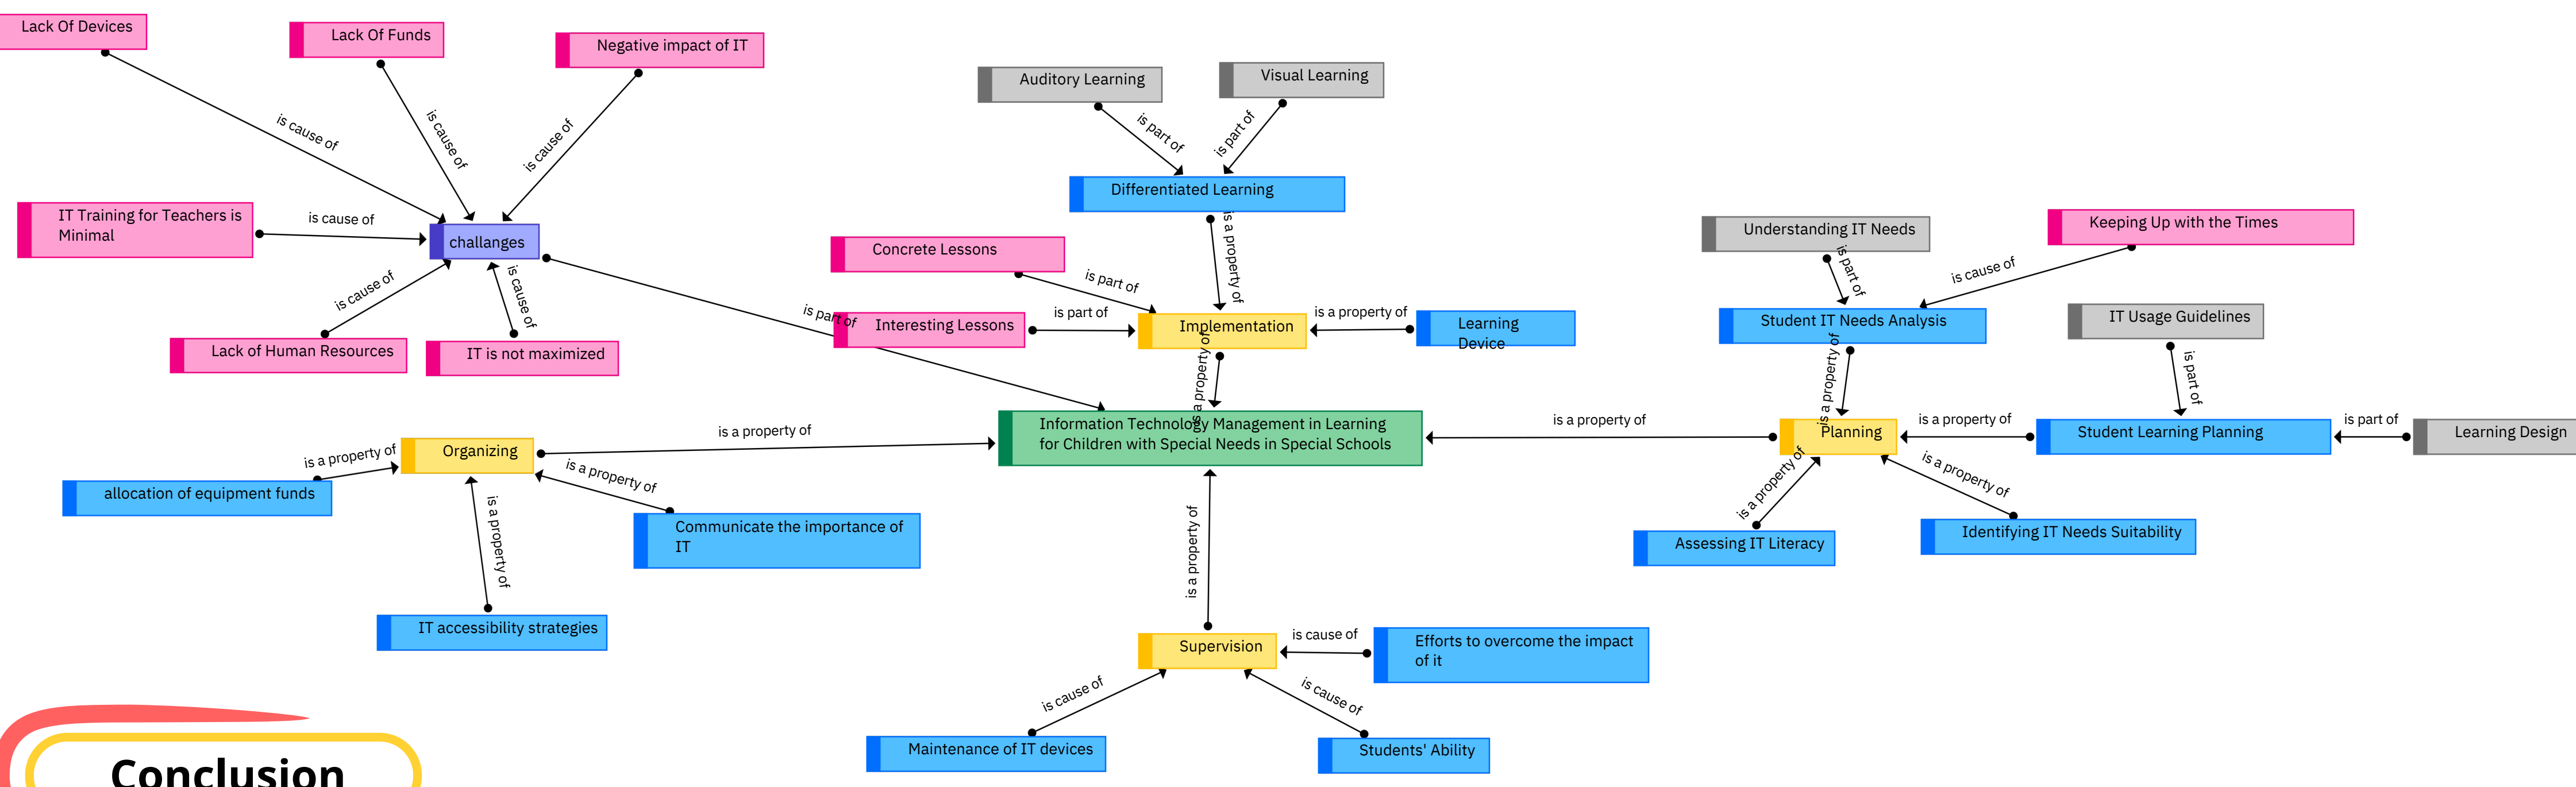 Lack Of Devices
Lack Of Funds
Negative impact of IT
Auditory Learning
Visual Learning
is cause of
is cause of
is cause of
is part of
is part of
Differentiated Learning
IT Training for Teachers is
Minimal
is cause of
challanges
is cause of
is cause of
Lack of Human Resources
IT is not maximized
is part of
Concrete Lessons
is part of
is a property of
Interesting Lessons
is part of
Implementation
is a property of
Learning
Device
is a property of
Understanding IT Needs
Keeping Up with the Times
is part of
is cause of
Student IT Needs Analysis
IT Usage Guidelines
is a property of
is part of
Information Technology Management in Learning
for Children with Special Needs in Special Schools
is a property of
Planning
is a property of
Student Learning Planning
is part of
Learning Design
is a property of
is a property of
Assessing IT Literacy
Identifying IT Needs Suitability
Organizing
is a property of
is a property of
allocation of equipment funds
is a property of
Communicate the importance of
IT
is a property of
IT accessibility strategies
is a property of
Supervision
is cause of
Efforts to overcome the impact
of it
is cause of
is cause of
Maintenance of IT devices
Students' Ability
Conclusion